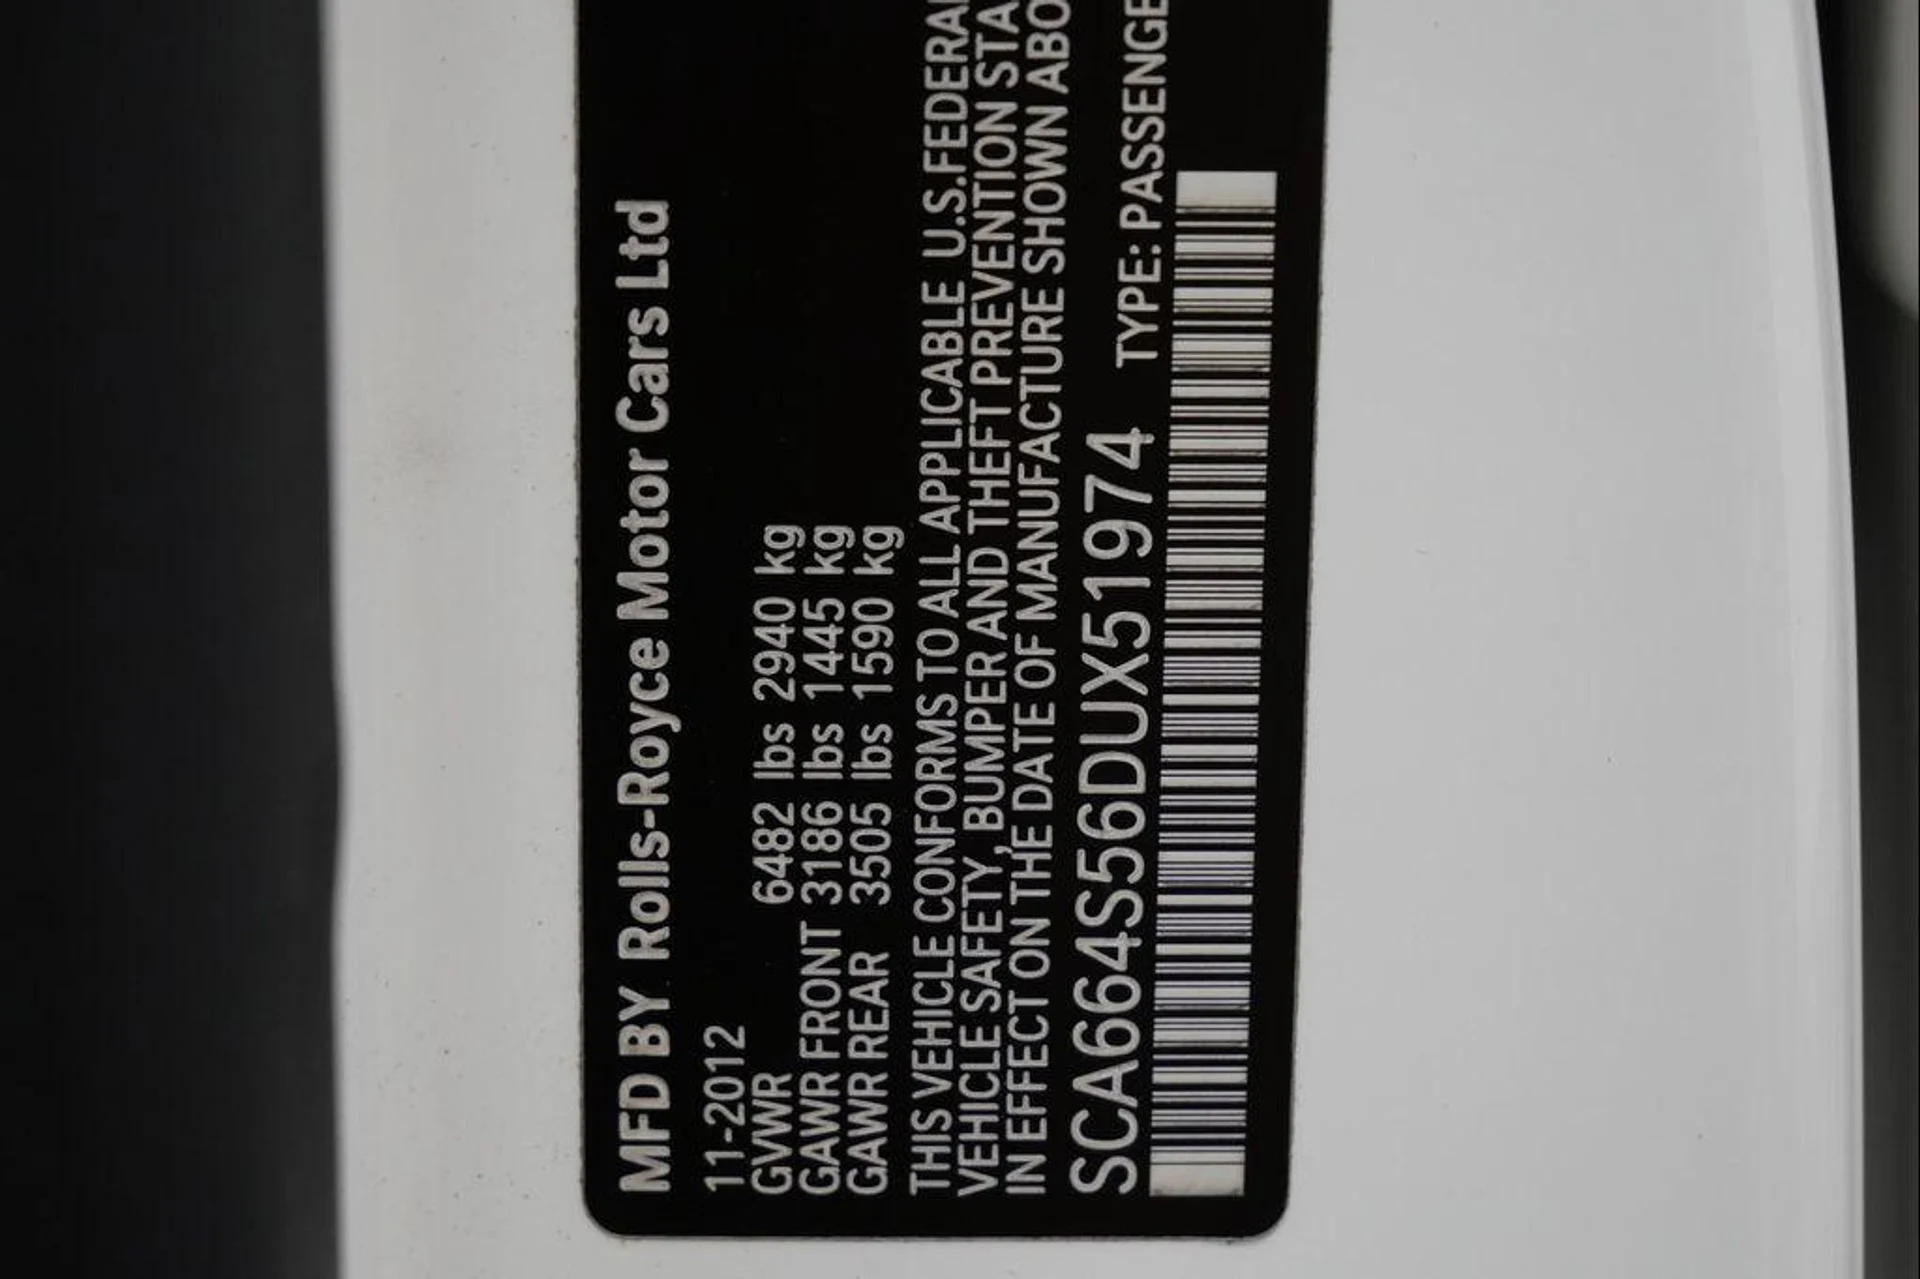 MFD BY Rolls-Royce Motor Cars Ltd
11-2012
GVWR 6482 lbs 2940 kg
GAWR FRONT 3186 lbs 1445 kg
GAWR REAR 3505 lbs 1590 kg
THIS VEHICLE CONFORMS TO ALL APPLICABLE U.S.FEDERAL
VEHICLE SAFETY, BUMPER AND THEFT PREVENTION STA
IN EFFECT ON THE DATE OF MANUFACTURE SHOWN ABO
SCA664S56DUX51974 TYPE: PASSENGE